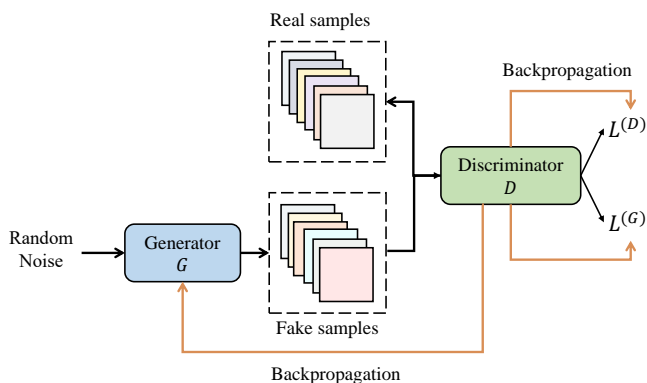 Real samples
Backpropagation
L^(D)
Discriminator
D
L^(G)
Random
Noise
Generator
G
Fake samples
Backpropagation